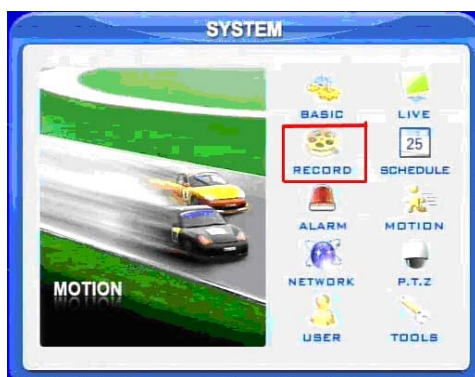 SYSTEM
BASIC LIVE
RECORD 25 SCHEDULE
ALARM MOTION
NETWORK P.T.Z
USER TOOLS
MOTION